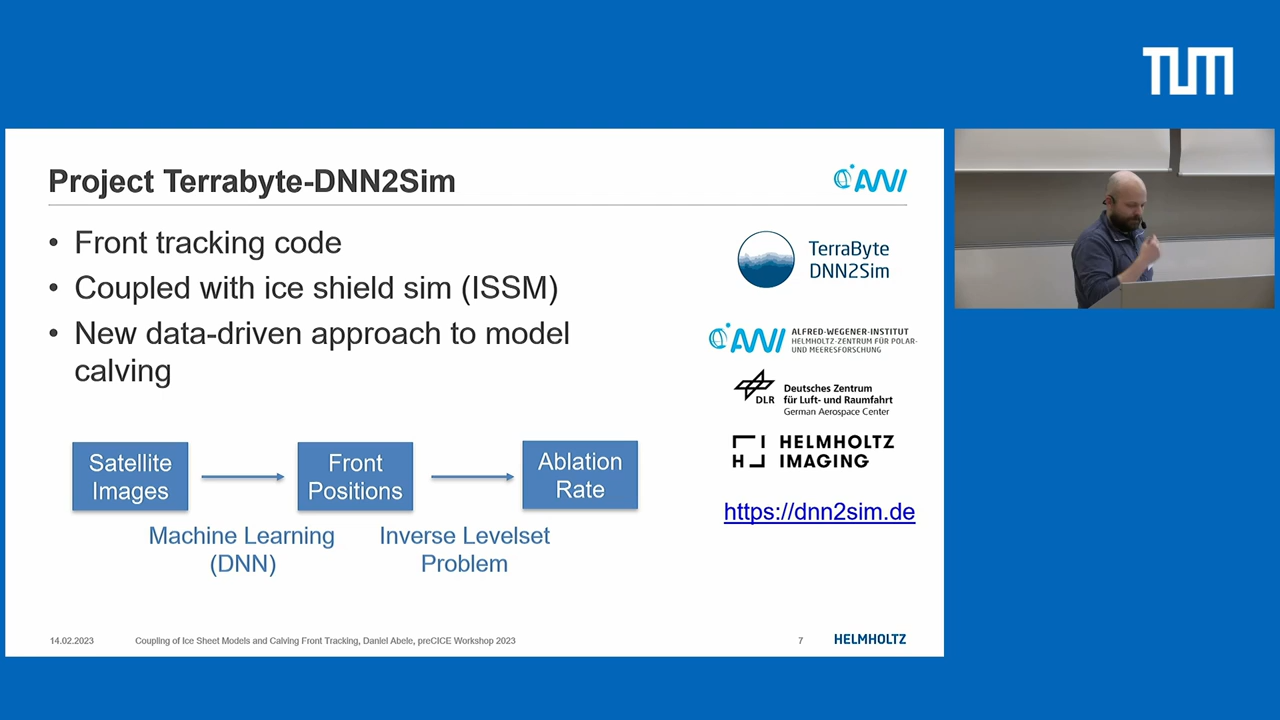 TUM
Project Terrabyte-DNN2Sim
AWI
• Front tracking code
• Coupled with ice shield sim (ISSM)
• New data-driven approach to model
calving
TerraByte
DNN2Sim
AWI
ALFRED-WEGENER-INSTITUT
HELMHOLTZ-ZENTRUM FÜR POLAR-
UND MEERESFORSCHUNG
DLR
Deutsches Zentrum
für Luft- und Raumfahrt
German Aerospace Center
HELMHOLTZ
IMAGING
https://dnn2sim.de
Satellite
Images
Front
Positions
Ablation
Rate
Machine Learning
(DNN)
Inverse Levelset
Problem
14.02.2023
Coupling of Ice Sheet Models and Calving Front Tracking, Daniel Abele, preCICE Workshop 2023
7
HELMHOLTZ